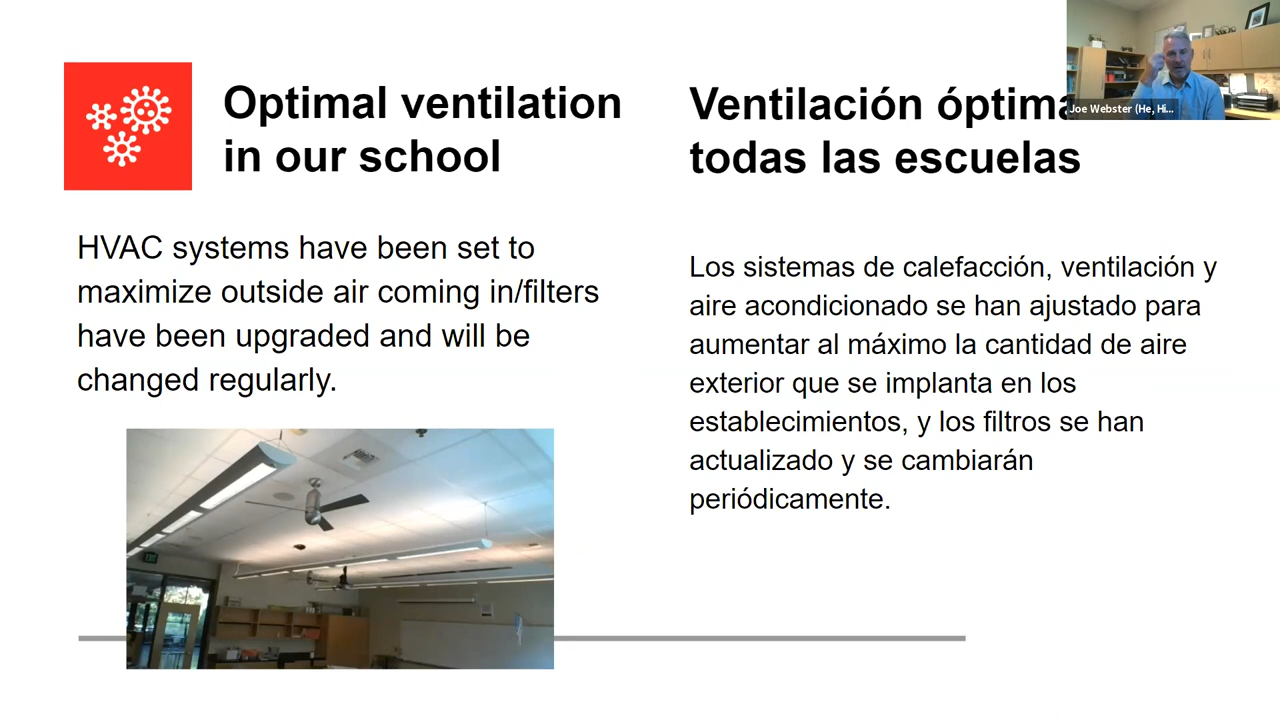 Optimal ventilation
in our school
HVAC systems have been set to
maximize outside air coming in/filters
have been upgraded and will be
changed regularly.
EXIT
Ventilación óptima
todas las escuelas
Los sistemas de calefacción, ventilación y
aire acondicionado se han ajustado para
aumentar al máximo la cantidad de aire
exterior que se implanta en los
establecimientos, y los filtros se han
actualizado y se cambiarán
periódicamente.
Joe Webster (He, Hi...